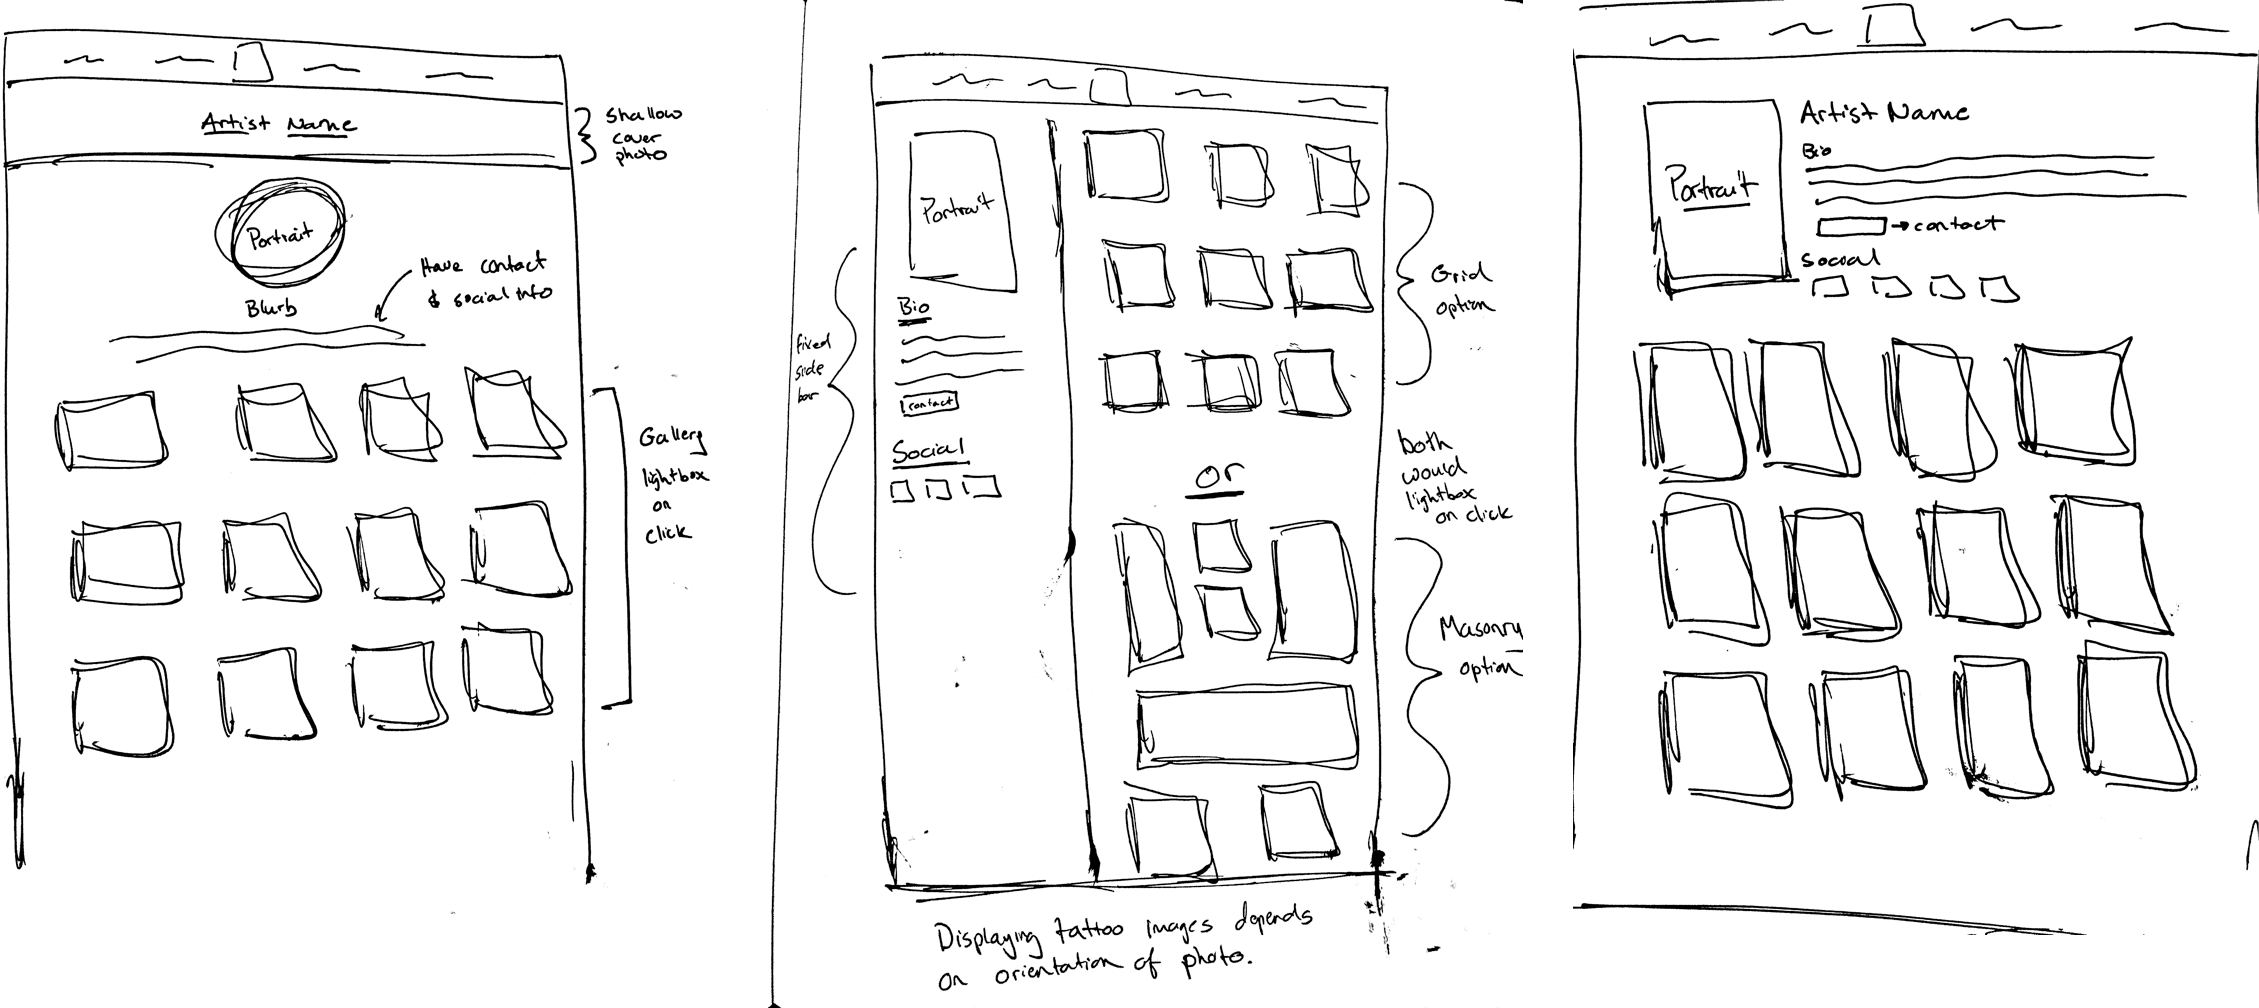 Artist Name
shallow
cover
photo
Portrait
Have contact
& social info
Blurb
Gallery
lightbox
on
click
Portrait
Bio
contact
Social
fixed
side
bar
Grid
option
or
both
would
lightbox
on click
Masonry
option
Displaying tattoo images depends
on orientation of photo.
Portrait
Artist Name
Bio
contact
Social